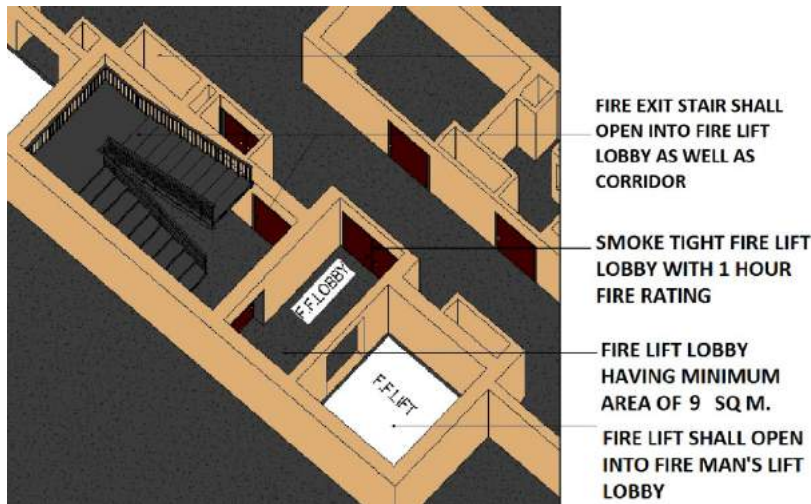 FIRE EXIT STAIR SHALL
OPEN INTO FIRE LIFT
LOBBY AS WELL AS
CORRIDOR
SMOKE TIGHT FIRE LIFT
LOBBY WITH 1 HOUR
FIRE RATING
F.F.LOBBY
FIRE LIFT LOBBY
HAVING MINIMUM
AREA OF 9 SQ M.
F.F.LIFT
FIRE LIFT SHALL OPEN
INTO FIRE MAN'S LIFT
LOBBY